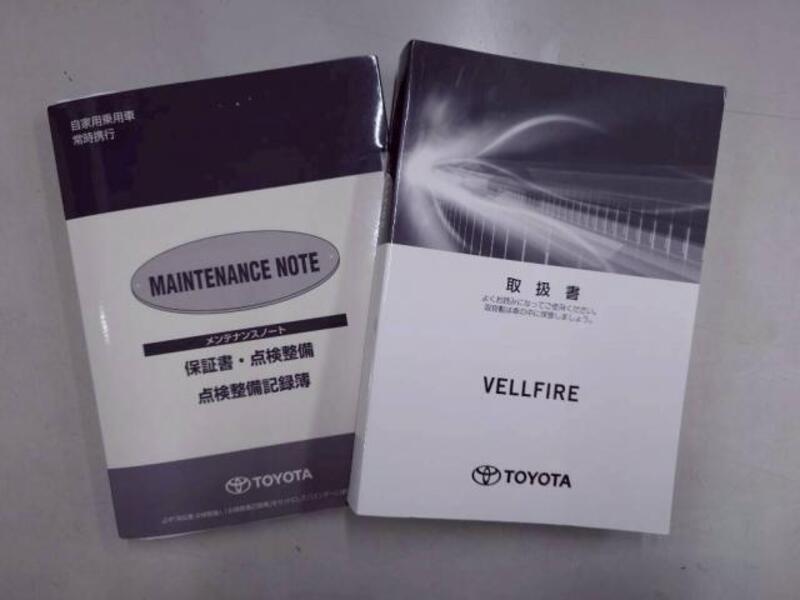 自家用乗用車
常時携行
MAINTENANCE NOTE
メンテナンスノート
保証書・点検整備
点検整備記録簿
TOYOTA
取扱書
よくお読みになってご使用ください。
取扱書は車の中に保管しましょう。
VELLFIRE
TOYOTA